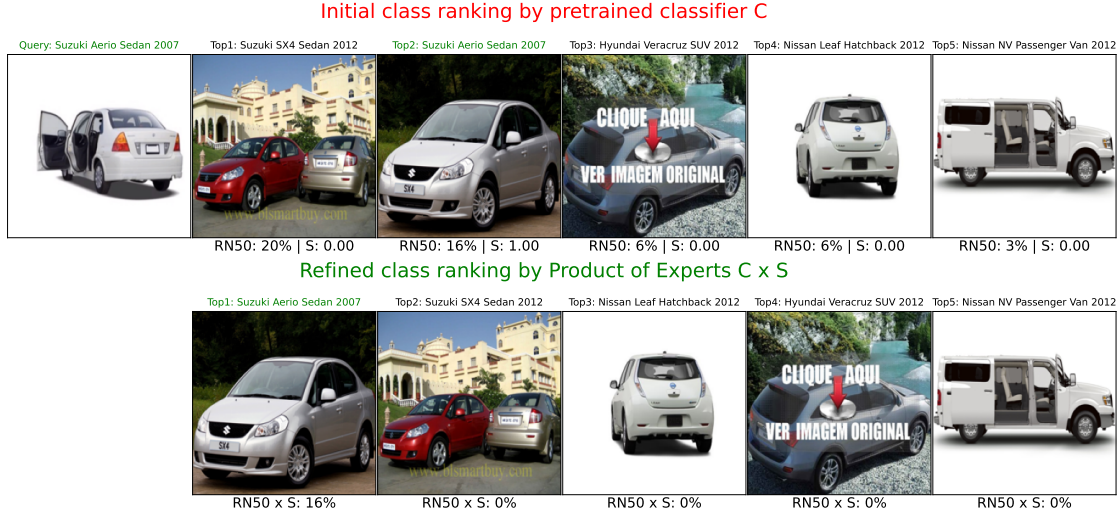 Initial class ranking by pretrained classifier C
Query: Suzuki Aerio Sedan 2007
Top1: Suzuki SX4 Sedan 2012
Top2: Suzuki Aerio Sedan 2007
Top3: Hyundai Veracruz SUV 2012
Top4: Nissan Leaf Hatchback 2012
Top5: Nissan NV Passenger Van 2012
www.btsmartbuy.com
SX4
CLIQUE AQUI
VER IMAGEM ORIGINAL
RN50: 20% | S: 0.00
RN50: 16% | S: 1.00
RN50: 6% | S: 0.00
RN50: 6% | S: 0.00
RN50: 3% | S: 0.00
Refined class ranking by Product of Experts C x S
Top1: Suzuki Aerio Sedan 2007
Top2: Suzuki SX4 Sedan 2012
Top3: Nissan Leaf Hatchback 2012
Top4: Hyundai Veracruz SUV 2012
Top5: Nissan NV Passenger Van 2012
SX4
www.btsmartbuy.com
CLIQUE AQUI
VER IMAGEM ORIGINAL
RN50 x S: 16%
RN50 x S: 0%
RN50 x S: 0%
RN50 x S: 0%
RN50 x S: 0%